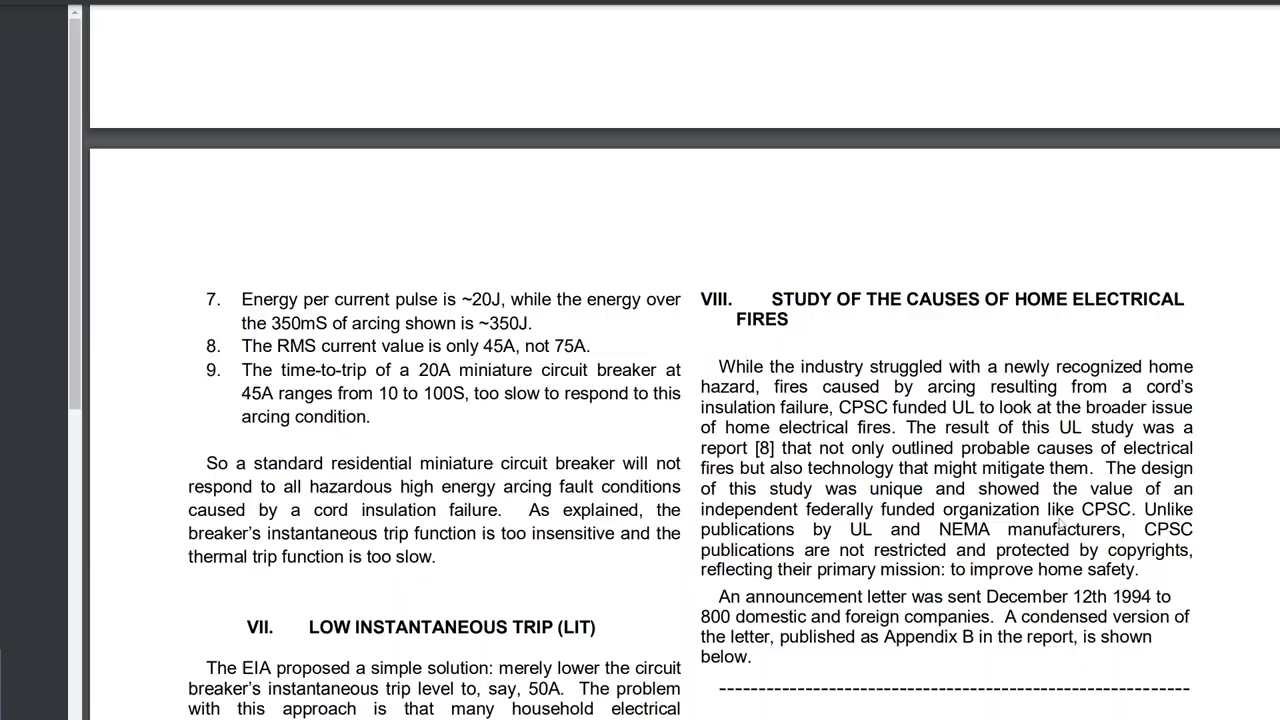 7. Energy per current pulse is ~20J, while the energy over
the 350mS of arcing shown is ~350J.
8. The RMS current value is only 45A, not 75A.
9. The time-to-trip of a 20A miniature circuit breaker at
45A ranges from 10 to 100S, too slow to respond to this
arcing condition.
So a standard residential miniature circuit breaker will not
respond to all hazardous high energy arcing fault conditions
caused by a cord insulation failure. As explained, the
breaker's instantaneous trip function is too insensitive and the
thermal trip function is too slow.
VII. LOW INSTANTANEOUS TRIP (LIT)
The EIA proposed a simple solution: merely lower the circuit
breaker's instantaneous trip level to, say, 50A. The problem
with this approach is that many household electrical
VIII. STUDY OF THE CAUSES OF HOME ELECTRICAL
FIRES
While the industry struggled with a newly recognized home
hazard, fires caused by arcing resulting from a cord's
insulation failure, CPSC funded UL to look at the broader issue
of home electrical fires. The result of this UL study was a
report [8] that not only outlined probable causes of electrical
fires but also technology that might mitigate them. The design
of this study was unique and showed the value of an
independent federally funded organization like CPSC. Unlike
publications by UL and NEMA manufacturers, CPSC
publications are not restricted and protected by copyrights,
reflecting their primary mission: to improve home safety.
An announcement letter was sent December 12th 1994 to
800 domestic and foreign companies. A condensed version of
the letter, published as Appendix B in the report, is shown
below.
------------------------------------------------------------